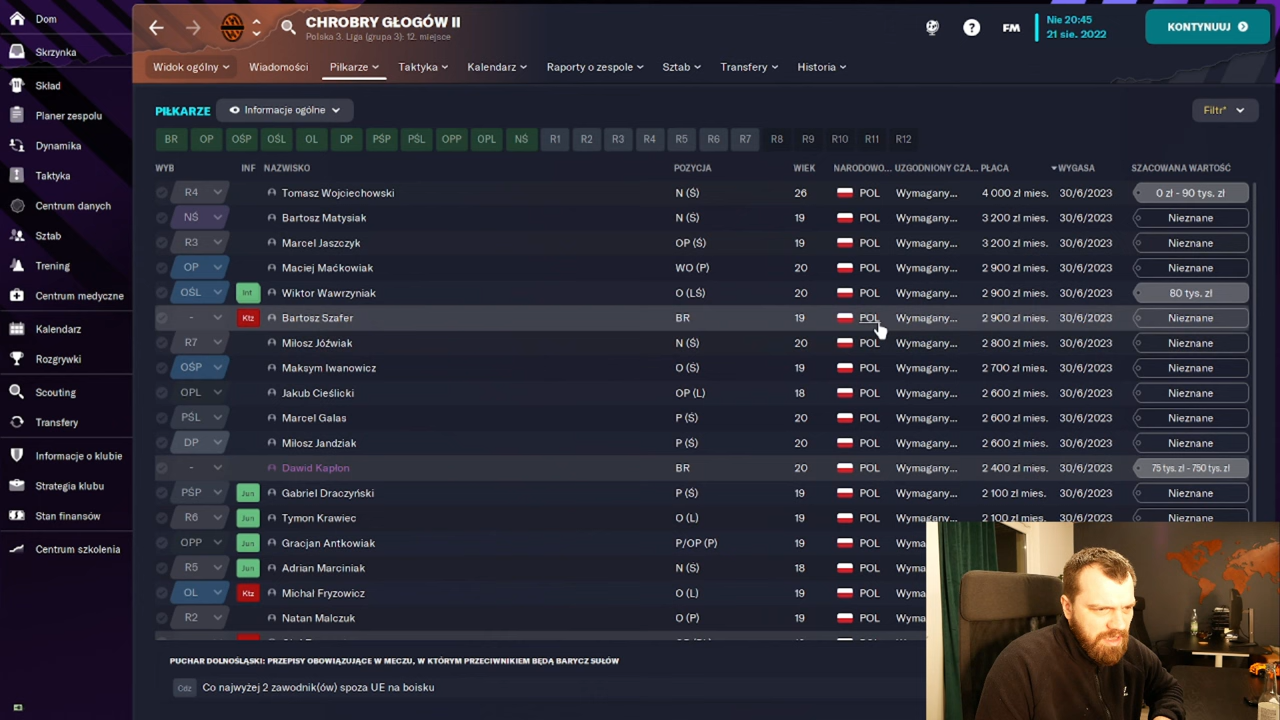 Dom
CHROBRY GŁOGÓW II
Polska 3. Liga (grupa 3): 12. miejsce
FM
Nie 20:45
21 sie. 2022
KONTYNUUJ
Skrzynka
Widok ogólny
Wiadomości
Piłkarze
Taktyka
Kalendarz
Raporty o zespole
Sztab
Transfery
Historia
Skład
Planer zespołu
Dynamika
Taktyka
Centrum danych
Sztab
Trening
Centrum medyczne
Kalendarz
Rozgrywki
Scouting
Transfery
Informacje o klubie
Strategia klubu
Stan finansów
Centrum szkolenia
PIŁKARZE Informacje ogólne Filtr*
BR OP OŚP OŚL OL DP PŚP PŚL OPP OPL NŚ R1 R2 R3 R4 R5 R6 R7 R8 R9 R10 R11 R12
WYB INF NAZWISKO POZYCJA WIEK NARODOWO... UZGODNIONY CZA... PŁACA WYGASA SZACOWANA WARTOŚĆ
R4 Tomasz Wojciechowski N (Ś) 26 POL Wymagany... 4 000 zł mies. 30/6/2023 0 zł - 90 tys. zł
NŚ Bartosz Matysiak N (Ś) 19 POL Wymagany... 3 200 zł mies. 30/6/2023 Nieznane
R3 Marcel Jaszczyk OP (Ś) 19 POL Wymagany... 3 200 zł mies. 30/6/2023 Nieznane
OP Maciej Maćkowiak WO (P) 20 POL Wymagany... 2 900 zł mies. 30/6/2023 Nieznane
OŚL Int Wiktor Wawrzyniak O (LŚ) 20 POL Wymagany... 2 900 zł mies. 30/6/2023 80 tys. zł
- Ktz Bartosz Szafer BR 19 POL Wymagany... 2 900 zł mies. 30/6/2023 Nieznane
R7 Miłosz Jóźwiak N (Ś) 20 POL Wymagany... 2 800 zł mies. 30/6/2023 Nieznane
OŚP Maksym Iwanowicz O (Ś) 19 POL Wymagany... 2 700 zł mies. 30/6/2023 Nieznane
OPL Jakub Cieślicki OP (L) 18 POL Wymagany... 2 600 zł mies. 30/6/2023 Nieznane
PŚL Marcel Galas P (Ś) 20 POL Wymagany... 2 600 zł mies. 30/6/2023 Nieznane
DP Miłosz Jandziak P (Ś) 20 POL Wymagany... 2 600 zł mies. 30/6/2023 Nieznane
- Dawid Kapłon BR 20 POL Wymagany... 2 400 zł mies. 30/6/2023 75 tys. zł - 750 tys. zł
PŚP Jun Gabriel Draczyński P (Ś) 19 POL Wymagany... 2 100 zł mies. 30/6/2023 Nieznane
R6 Jun Tymon Krawiec O (L) 19 POL Wymagany... 2 100 zł mies. 30/6/2023 Nieznane
OPP Jun Gracjan Antkowiak P/OP (P) 19 POL Wyma
R5 Jun Adrian Marciniak N (Ś) 18 POL Wyma
OL Ktz Michał Fryzowicz O (L) 19 POL Wyma
R2 Natan Malczuk O (P) 19 POL Wyma
PUCHAR DOLNOŚLĄSKI: PRZEPISY OBOWIĄZUJĄCE W MECZU, W KTÓRYM PRZECIWNIKIEM BĘDĄ BARYCZ SUŁÓW
Cdz Co najwyżej 2 zawodnik(ów) spoza UE na boisku